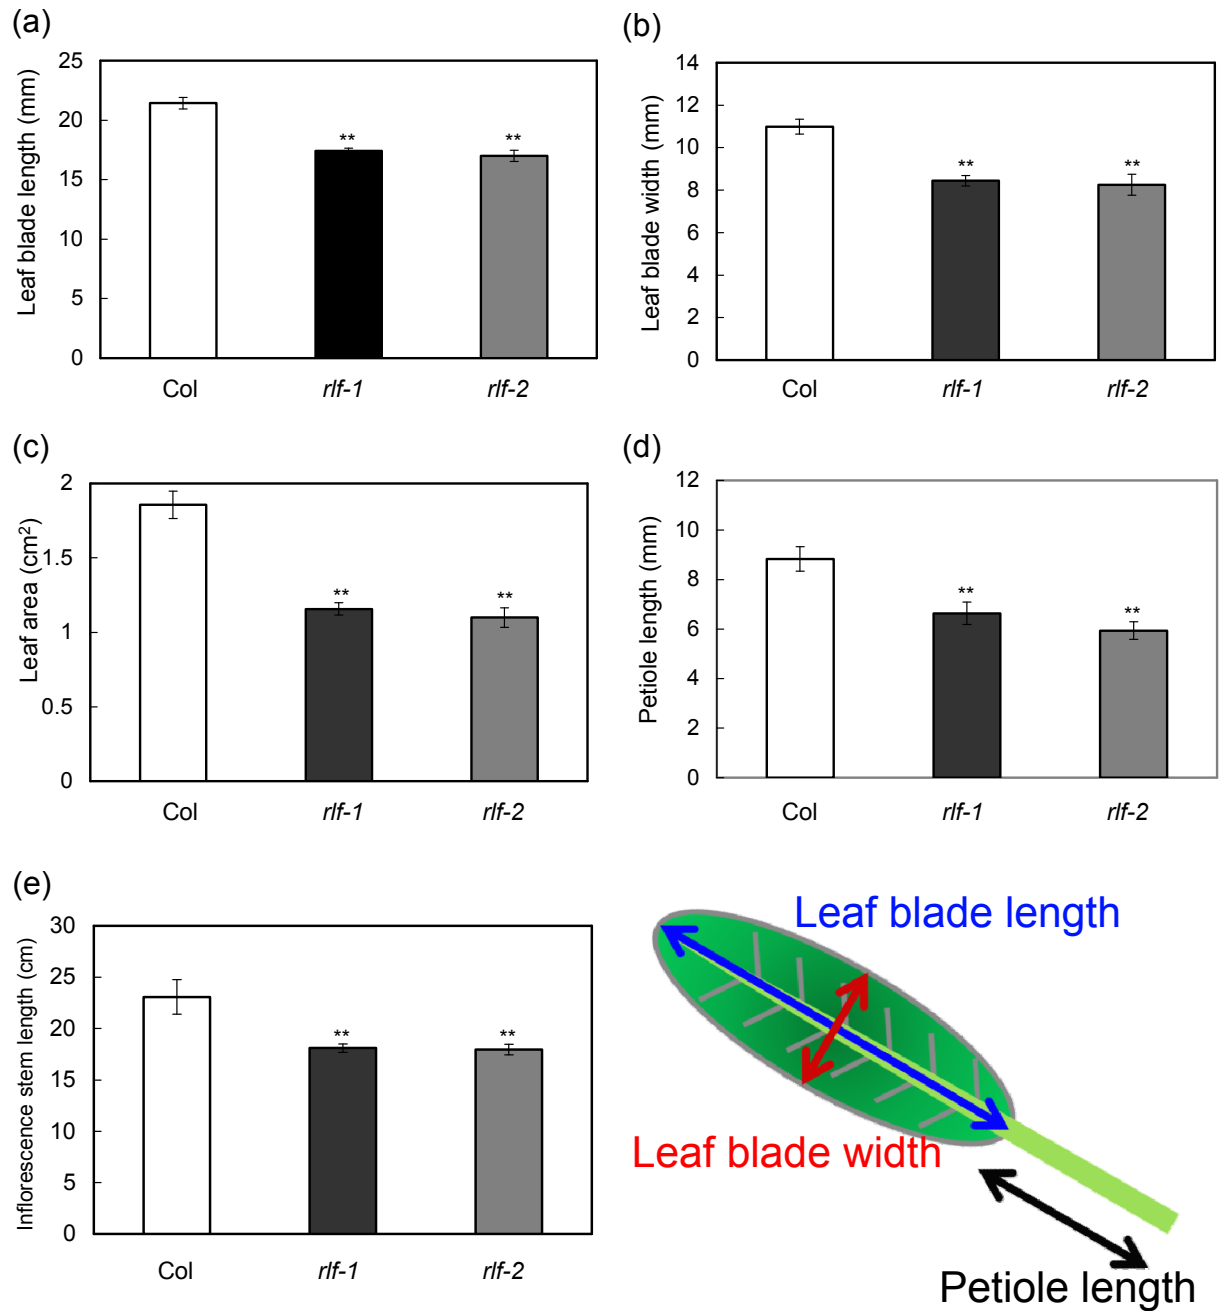 (a)
Leaf blade length (mm)
25
20
15
10
5
0
**
**
Col
rlf-1
rlf-2
(b)
Leaf blade width (mm)
14
12
10
8
6
4
2
0
**
**
Col
rlf-1
rlf-2
(c)
Leaf area (cm²)
2
1.5
1
0.5
0
**
**
Col
rlf-1
rlf-2
(d)
Petiole length (mm)
12
10
8
6
4
2
0
**
**
Col
rlf-1
rlf-2
(e)
Inflorescence stem length (cm)
30
25
20
15
10
5
0
**
**
Col
rlf-1
rlf-2
Leaf blade length
Leaf blade width
Petiole length